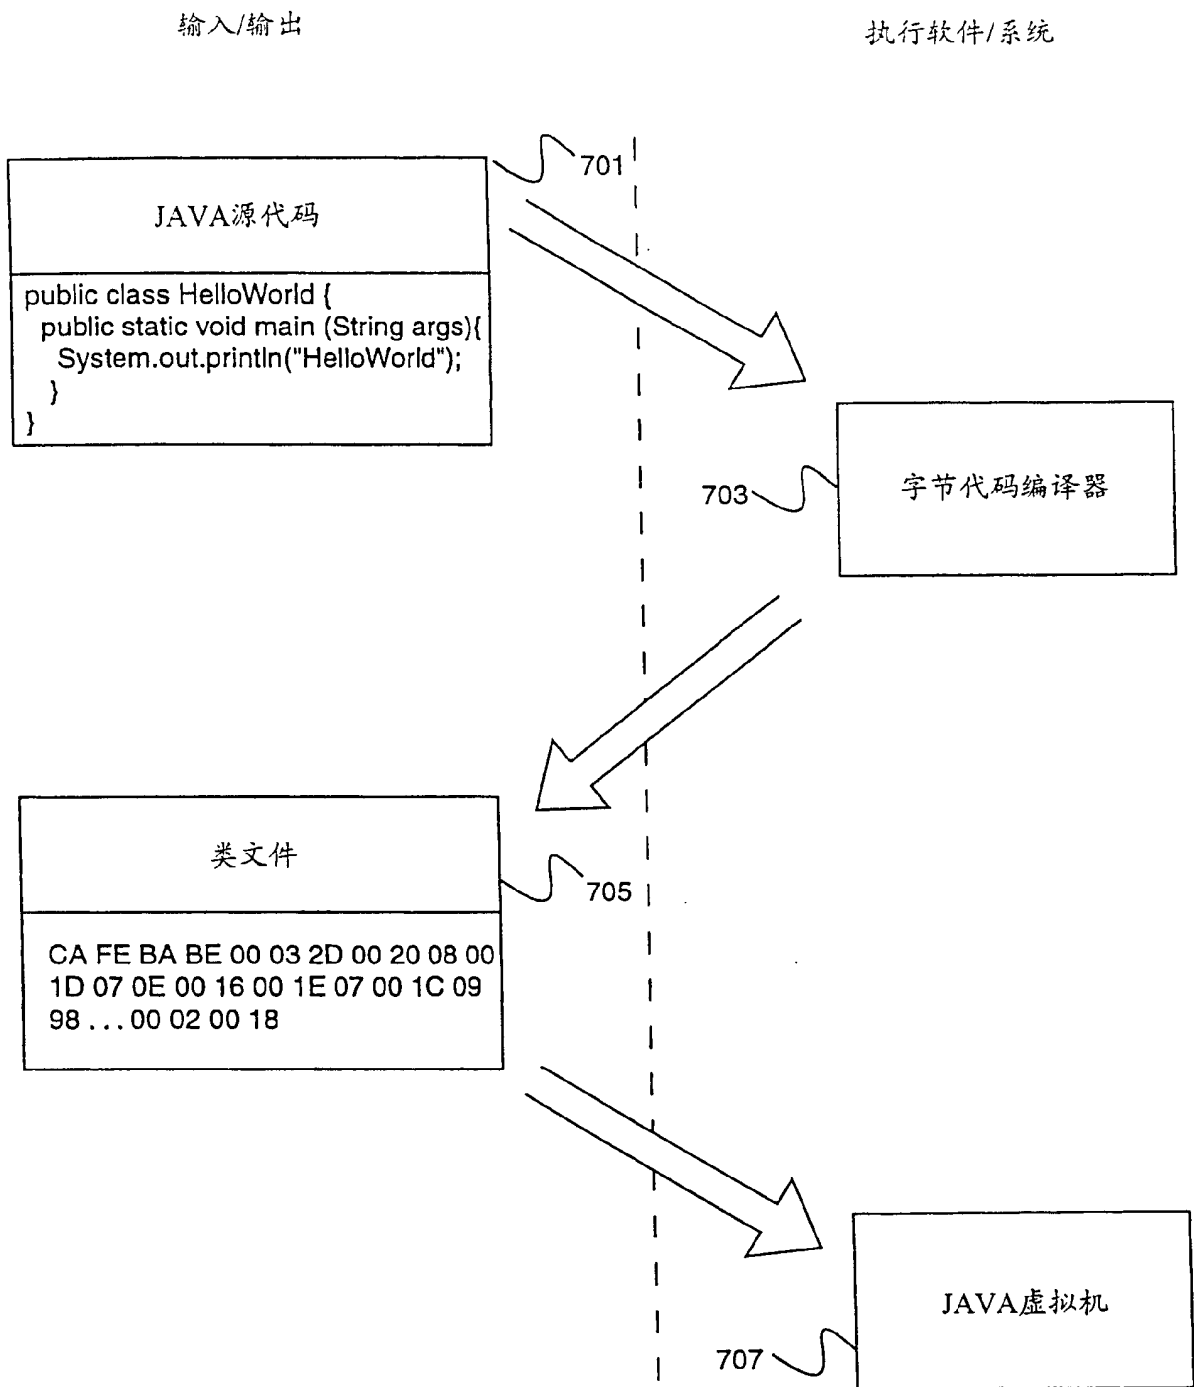 输入/输出
执行软件/系统
701
JAVA源代码
public class HelloWorld {
public static void main (String args){
System.out.println("HelloWorld");
}
}
703
字节代码编译器
类文件
705
CA FE BA BE 00 03 2D 00 20 08 00
1D 07 0E 00 16 00 1E 07 00 1C 09
98 . . . 00 02 00 18
JAVA虚拟机
707